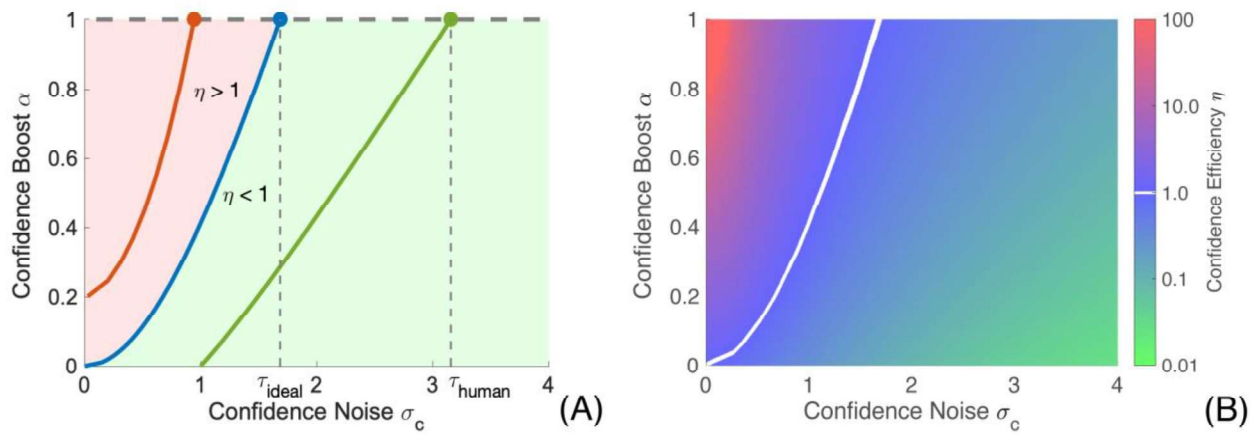 Confidence Boost α
1
0.8
0.6
0.4
0.2
0
η > 1
η < 1
0
1
τideal
2
3
τhuman
4
Confidence Noise σc
(A)
Confidence Boost α
1
0.8
0.6
0.4
0.2
0
0
1
2
3
4
Confidence Noise σc
100
10.0
1.0
0.1
0.01
Confidence Efficiency η
(B)